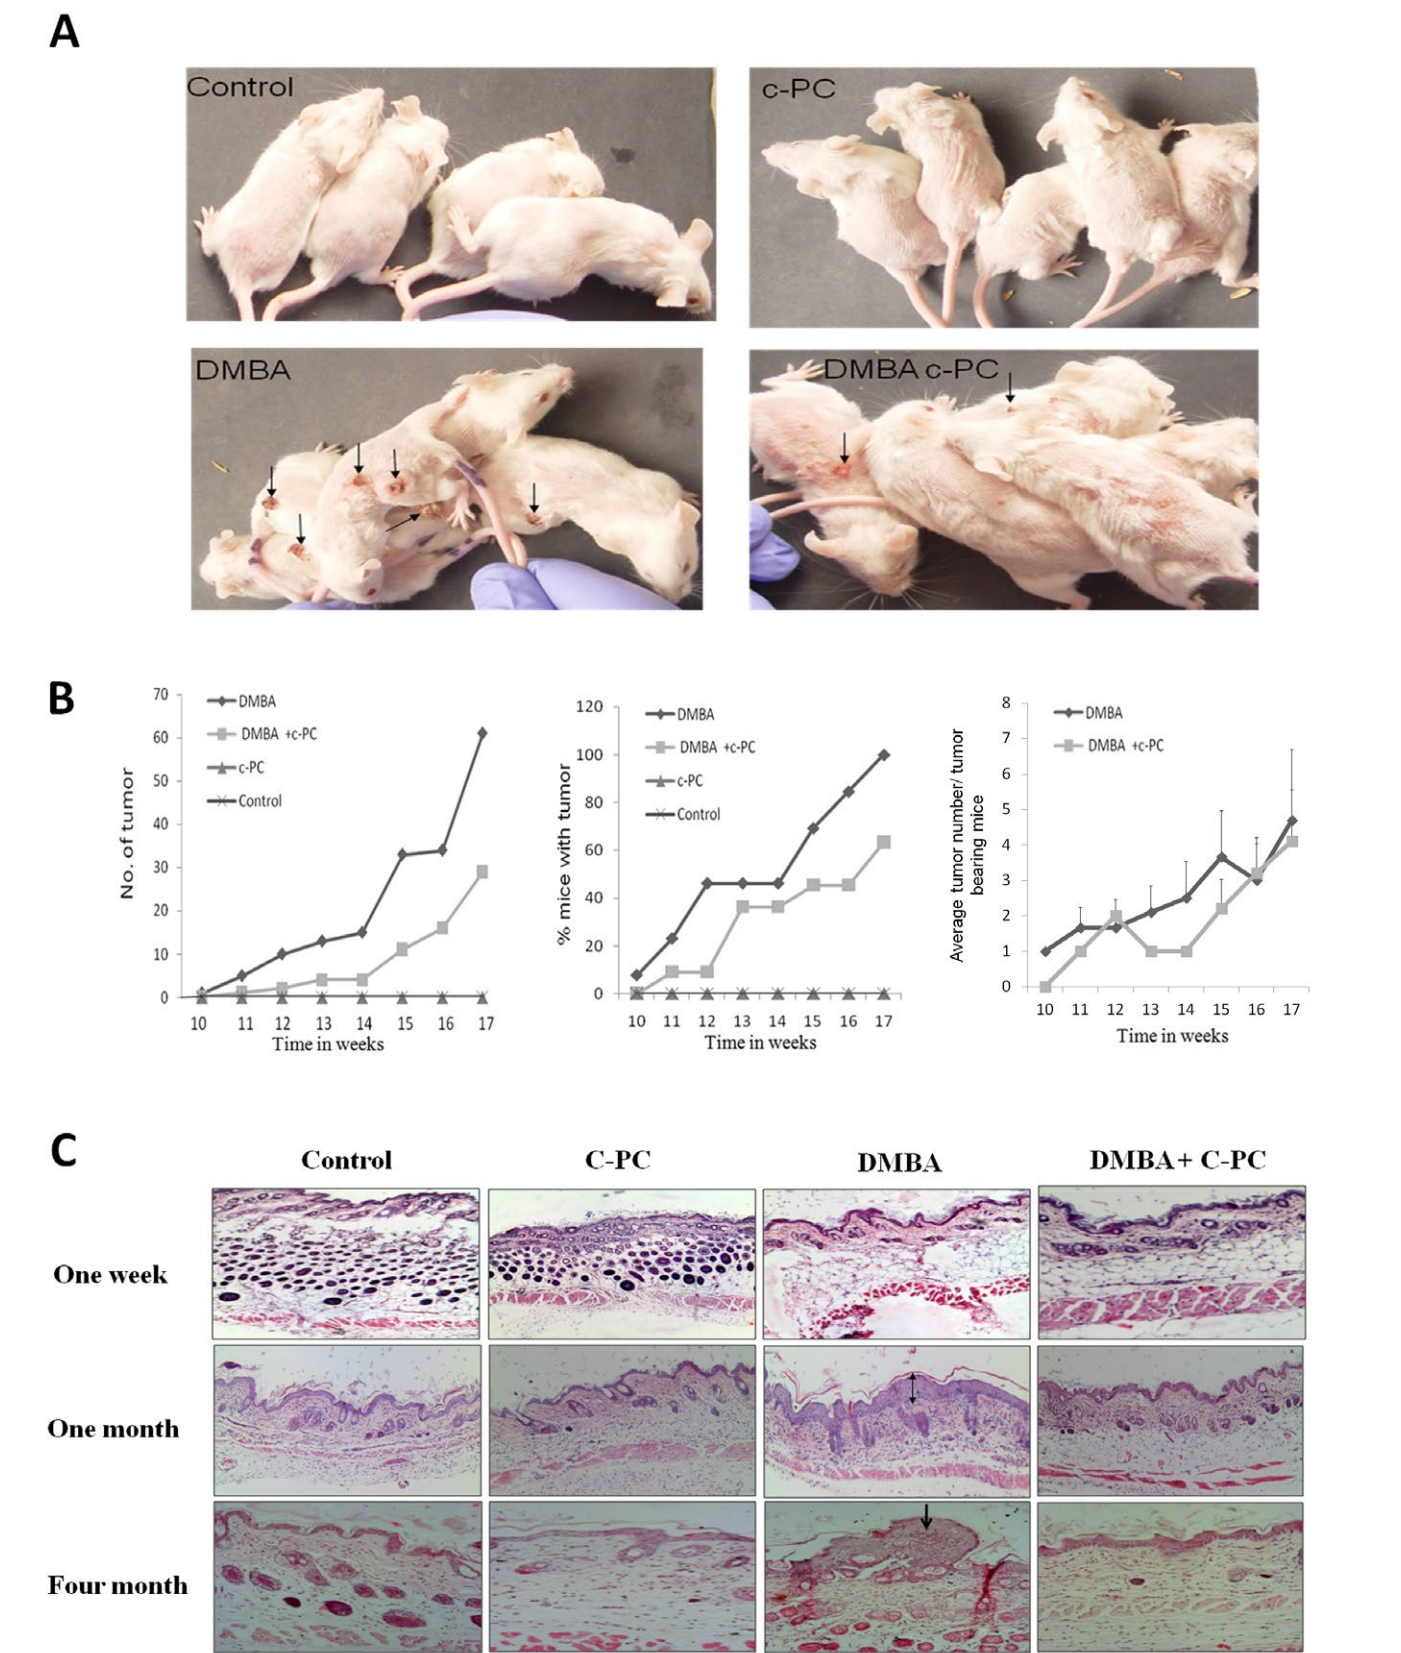 A
Control
c-PC
DMBA
DMBA c-PC
B
70
60
50
40
30
20
10
0
No. of tumor
DMBA
DMBA +c-PC
c-PC
Control
10 11 12 13 14 15 16 17
Time in weeks
120
100
80
60
40
20
0
% mice with tumor
DMBA
DMBA +c-PC
c-PC
Control
10 11 12 13 14 15 16 17
Time in weeks
8
7
6
5
4
3
2
1
0
Average tumor number/ tumor
bearing mice
DMBA
DMBA +c-PC
10 11 12 13 14 15 16 17
Time in weeks
C
Control C-PC DMBA DMBA + C-PC
One week
One month
Four month